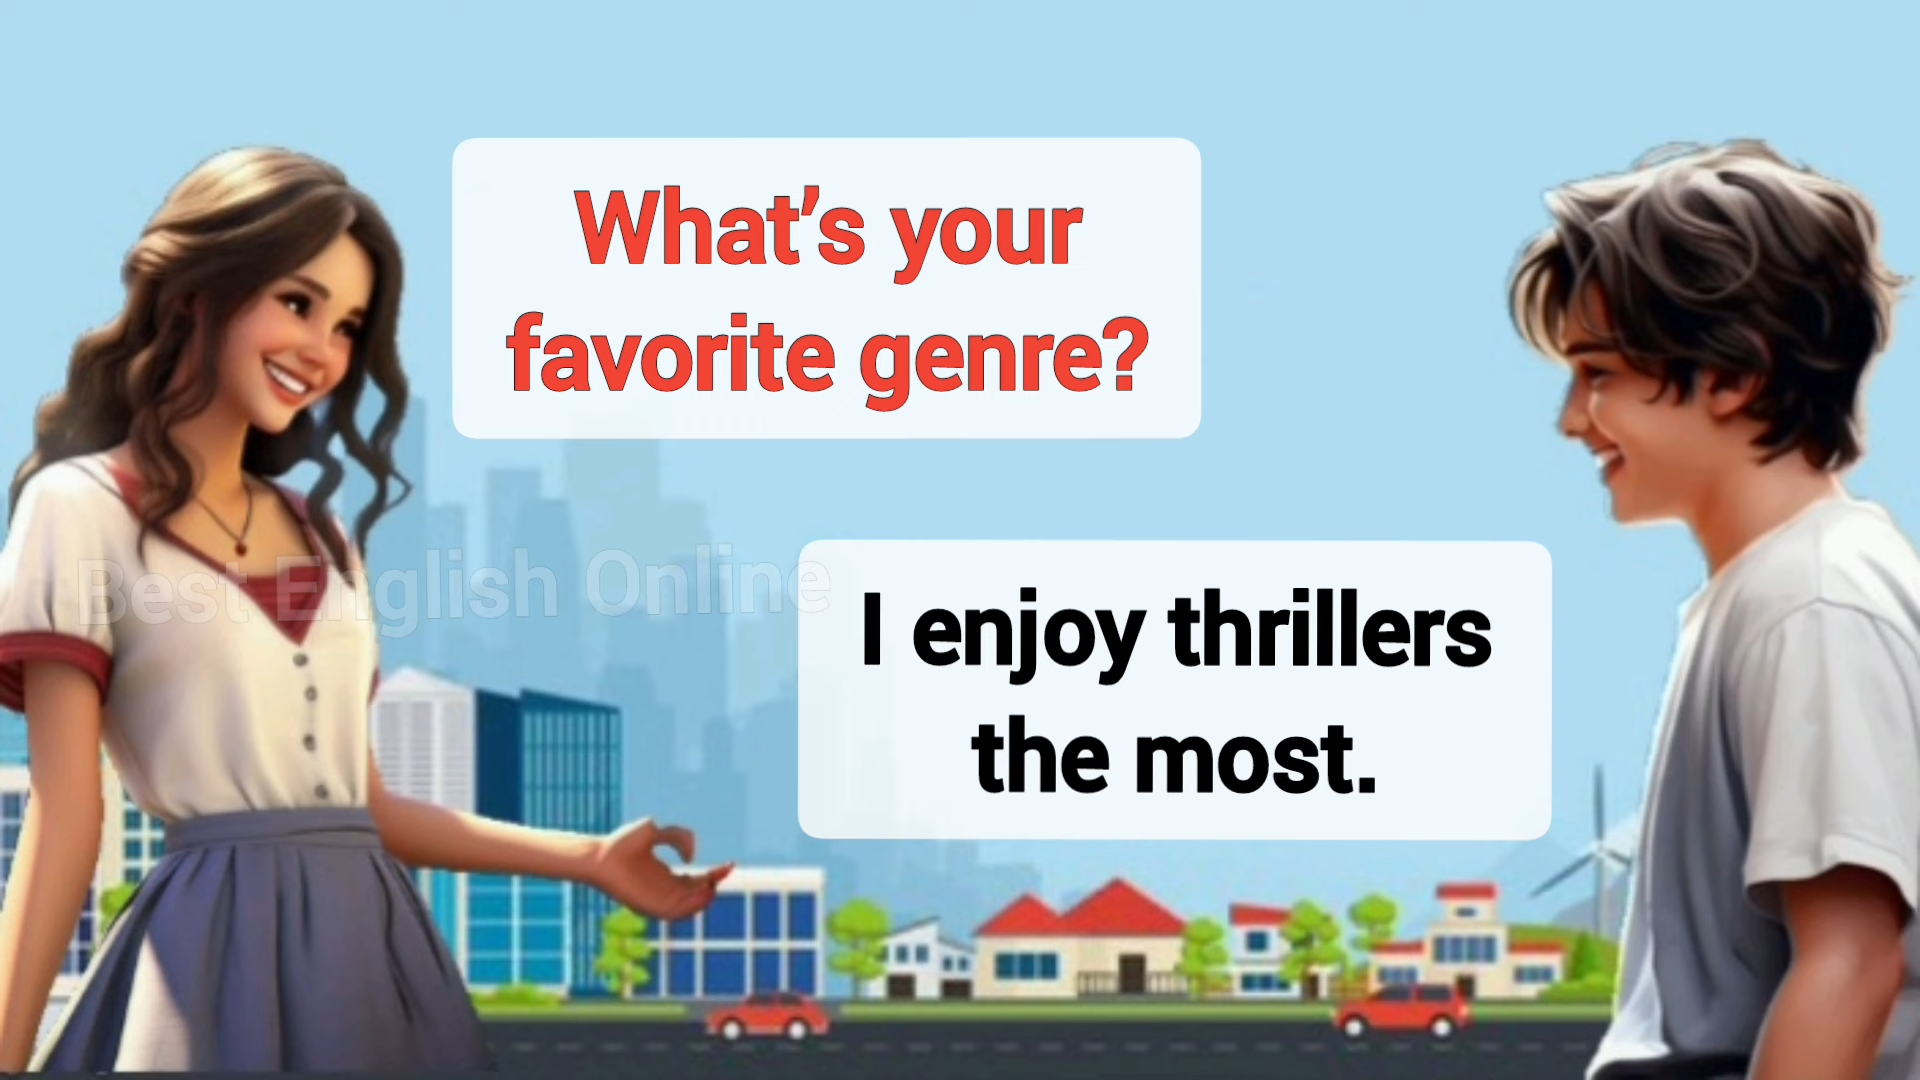 What’s your
favorite genre?
Best English Online
I enjoy thrillers
the most.